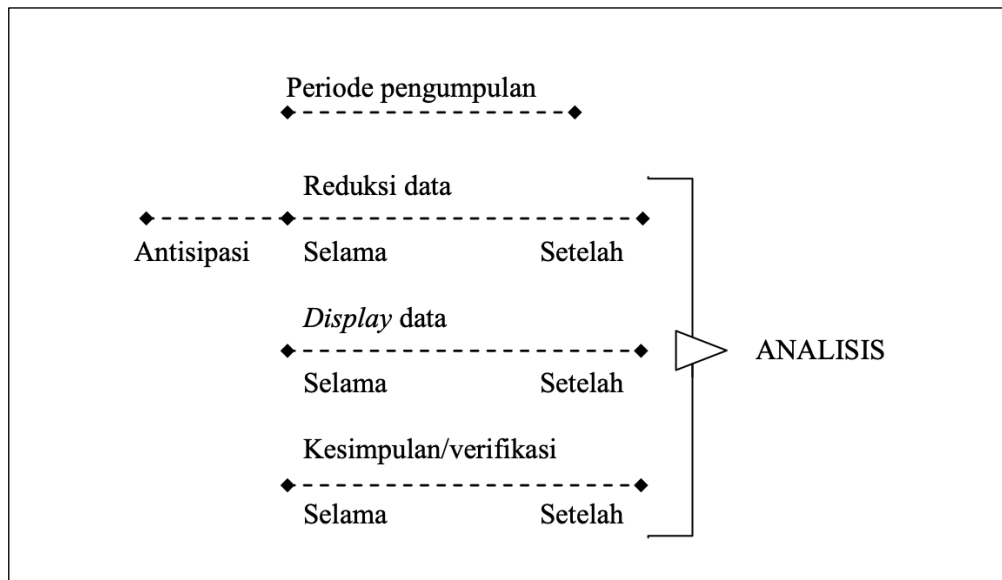 Periode pengumpulan
Reduksi data
Antisipasi Selama Setelah
Display data
Selama Setelah
ANALISIS
Kesimpulan/verifikasi
Selama Setelah